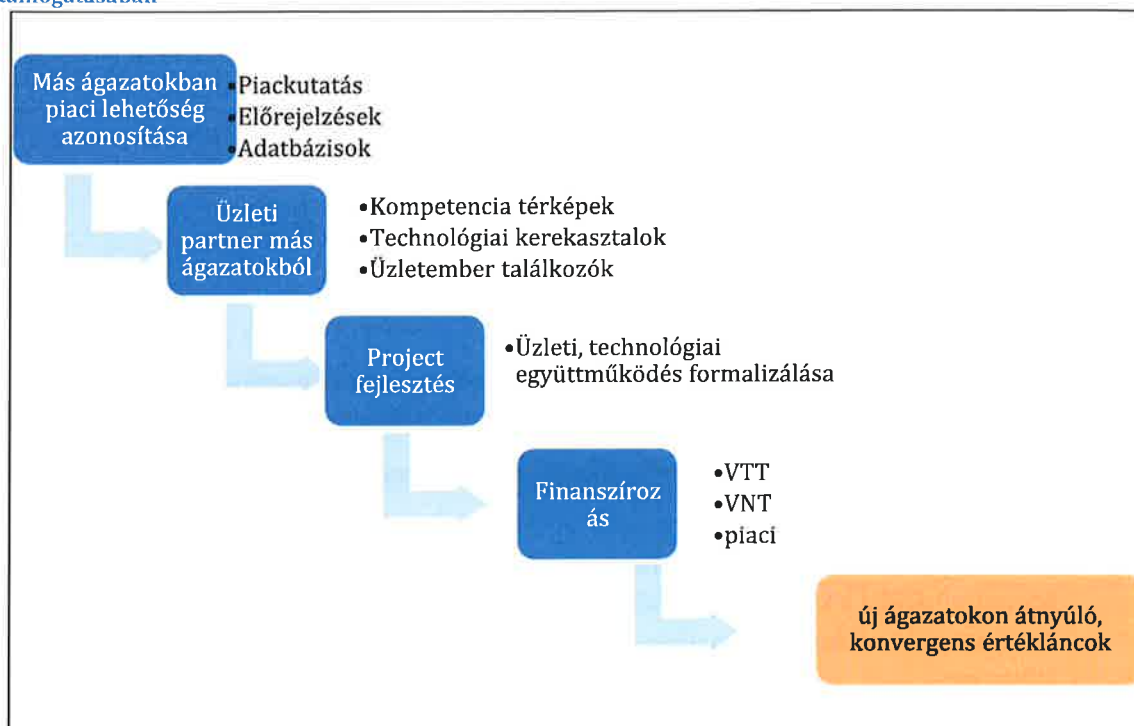 támogatásában
Más ágazatokban
piaci lehetőség
azonosítása
•Piackutatás
•Előrejelzések
•Adatbázisok
Üzleti
partner más
ágazatokból
•Kompetencia térképek
•Technológiai kerekasztalok
•Üzletember találkozók
Project
fejlesztés
•Üzleti, technológiai
együttműködés formalizálása
Finanszíroz
ás
•VTT
•VNT
•piaci
új ágazatokon átnyúló,
konvergens értékláncok